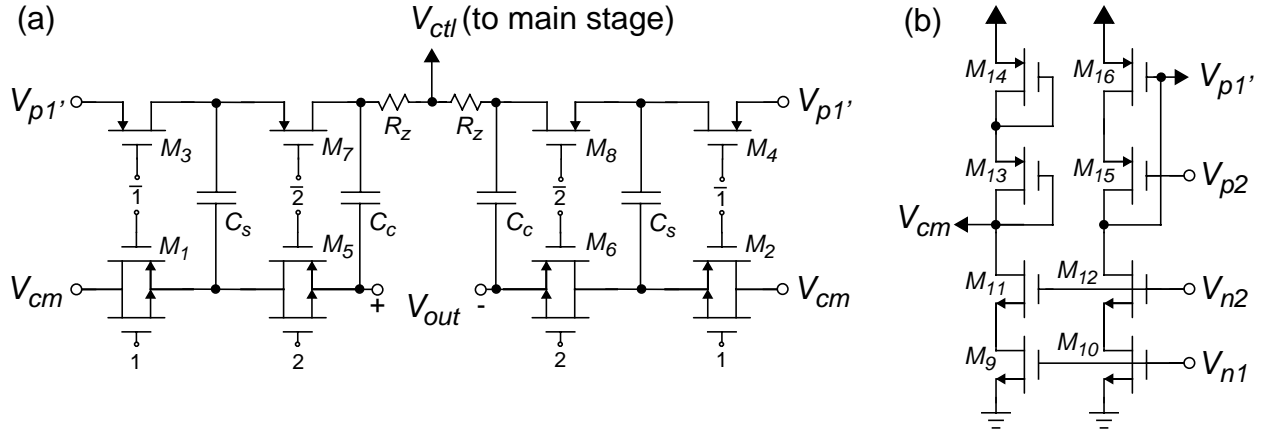 (a)
V_ctl (to main stage)
V_p1' R_z R_z V_p1'
M_3 M_7 M_8 M_4
1̅ 2̅ 2̅ 1̅
C_s C_c C_c C_s
M_1 M_5 M_6 M_2
V_cm + V_out - V_cm
1 2 2 1
(b)
M_14 M_16 V_p1'
M_13 M_15 V_p2
V_cm
M_11 M_12 V_n2
M_9 M_10 V_n1